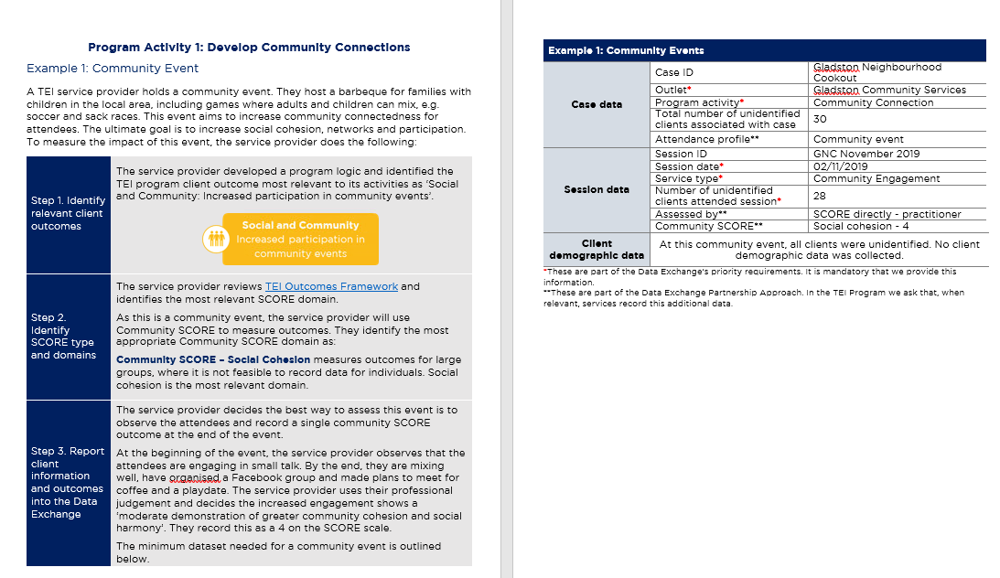 Program Activity 1: Develop Community Connections
Example 1: Community Event
A TEI service provider holds a community event. They host a barbeque for families with
children in the local area, including games where adults and children can mix, e.g.
soccer and sack races. This event aims to increase community connectedness for
attendees. The ultimate goal is to increase social cohesion, networks and participation.
To measure the impact of this event, the service provider does the following:
Step 1. Identify
relevant client
outcomes
The service provider developed a program logic and identified the
TEI program client outcome most relevant to its activities as ‘Social
and Community: Increased participation in community events’.
Social and Community
Increased participation in
community events
Step 2.
Identify
SCORE type
and domains
The service provider reviews TEI Outcomes Framework and
identifies the most relevant SCORE domain.
As this is a community event, the service provider will use
Community SCORE to measure outcomes. They identify the most
appropriate Community SCORE domain as:
Community SCORE – Social Cohesion measures outcomes for large
groups, where it is not feasible to record data for individuals. Social
cohesion is the most relevant domain.
Step 3. Report
client
information
and outcomes
into the Data
Exchange
The service provider decides the best way to assess this event is to
observe the attendees and record a single community SCORE
outcome at the end of the event.
At the beginning of the event, the service provider observes that the
attendees are engaging in small talk. By the end, they are mixing
well, have organised a Facebook group and made plans to meet for
coffee and a playdate. The service provider uses their professional
judgement and decides the increased engagement shows a
‘moderate demonstration of greater community cohesion and social
harmony’. They record this as a 4 on the SCORE scale.
The minimum dataset needed for a community event is outlined
below.
Example 1: Community Events
Case data
Case ID
Gladston Neighbourhood
Cookout
Outlet*
Gladston Community Services
Program activity*
Community Connection
Total number of unidentified
clients associated with case
30
Attendance profile**
Community event
Session data
Session ID
GNC November 2019
Session date*
02/11/2019
Service type*
Community Engagement
Number of unidentified
clients attended session*
28
Assessed by**
SCORE directly - practitioner
Community SCORE**
Social cohesion - 4
Client
demographic data
At this community event, all clients were unidentified. No client
demographic data was collected.
*These are part of the Data Exchange's priority requirements. It is mandatory that we provide this
information.
**These are part of the Data Exchange Partnership Approach. In the TEI Program we ask that, when
relevant, services record this additional data.